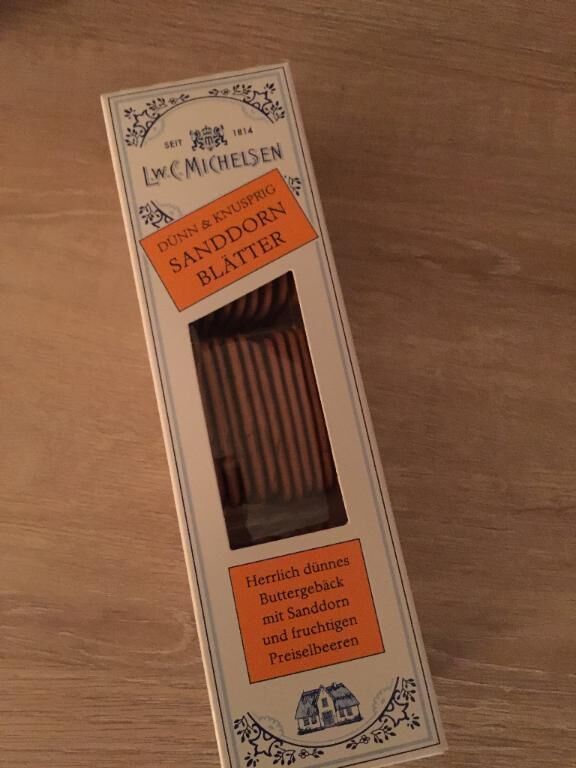 SEIT 1814
L.W.C. MICHELSEN
DÜNN & KNUSPRIG
SANDDORN
BLÄTTER
Herrlich dünnes
Buttergebäck
mit Sanddorn
und fruchtigen
Preiselbeeren